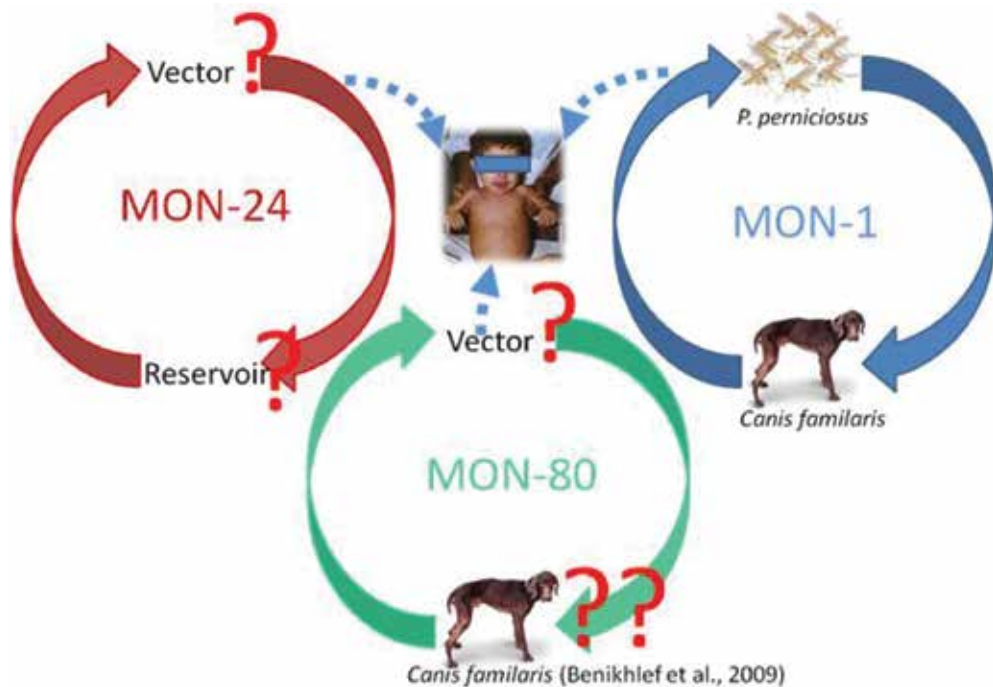 Vector ?
P. perniciosus
MON-24
MON-1
Reservoir ?
Vector ?
Canis familaris
MON-80
? ?
Canis familaris (Benikhlef et al., 2009)